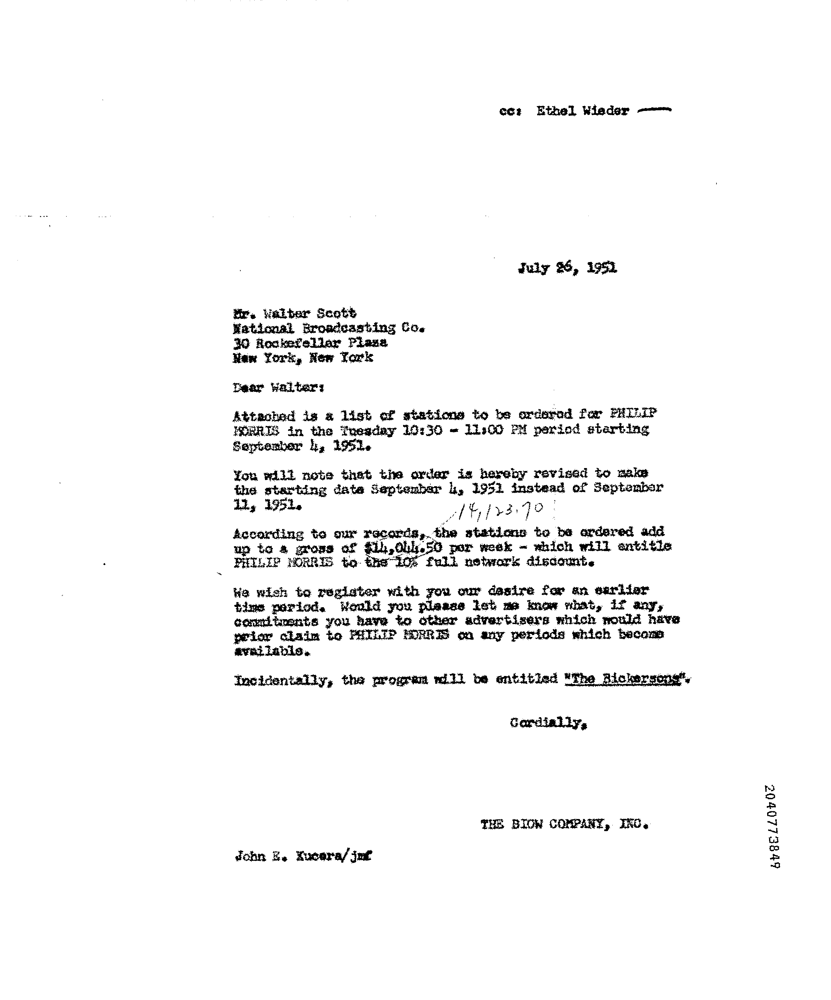 cc: Ethel Wieder
July 26, 1951
Mr. Walter Scott
National Broadcasting Co.
30 Rockefeller Plaza
New York, New York
Dear Walter:
Attached is a list of stations to be ordered for PHILIP
MORRIS in the Tuesday 10:30 - 11:00 PM period starting
September 4, 1951.
You will note that the order is hereby revised to make
the starting date September 4, 1951 instead of September
11, 1951.
14,123.70
According to our records, the stations to be ordered add
up to a gross of $14,044.50 per week - which will entitle
PHILIP MORRIS to the 10% full network discount.
We wish to register with you our desire for an earlier
time period. Would you please let me know what, if any,
commitments you have to other advertisers which would have
prior claim to PHILIP MORRIS on any periods which become
available.
Incidentally, the program will be entitled "The Bickersons".
Cordially,
THE BIOW COMPANY, INC.
John E. Kucera/jmf
2040773849